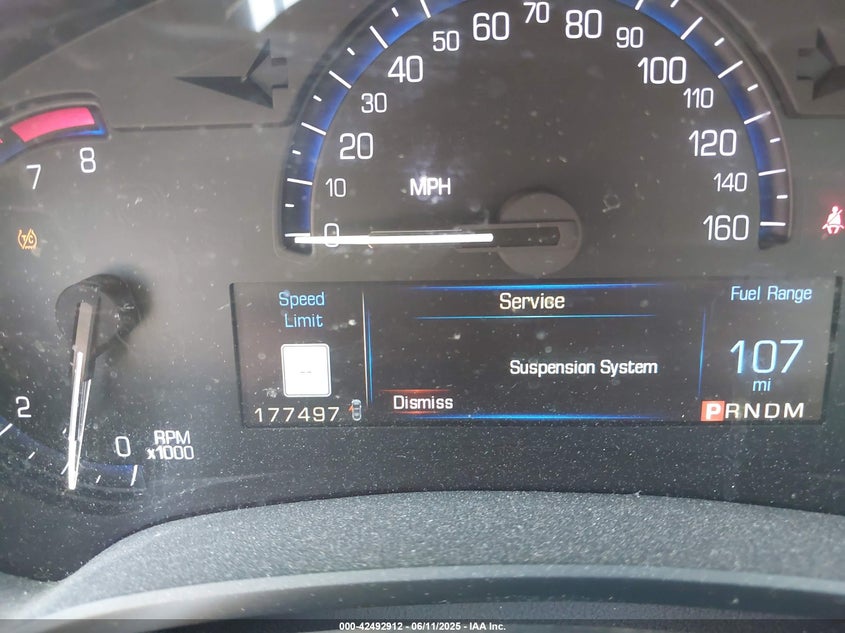 70
60 80
50 90
40 100
30 110
20 120
10 MPH 140
0 160
7 8
TC
Speed
Limit
--
177497
Service
Suspension System
Dismiss
Fuel Range
107
mi
PRNDM
2
0 RPM
x1000
000-42492912 - 06/11/2025 - IAA Inc.